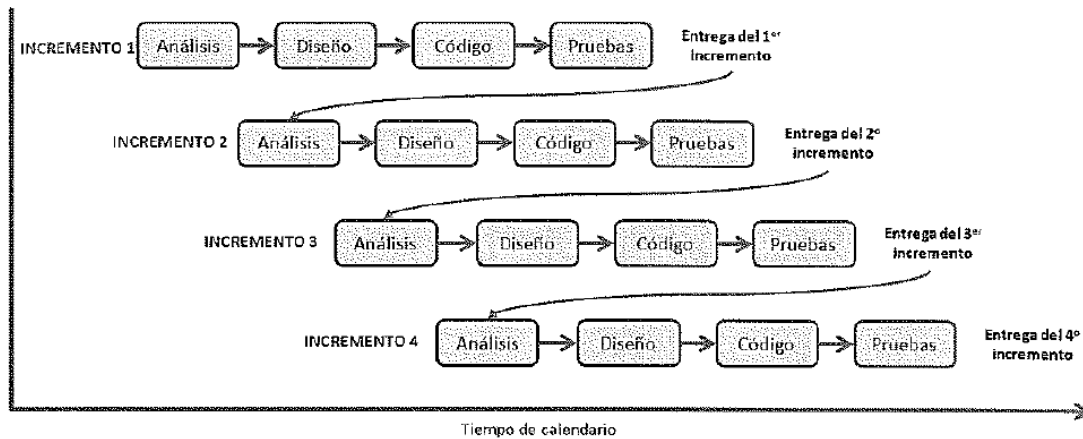 INCREMENTO 1
Análisis
Diseño
Código
Pruebas
Entrega del 1er
Incremento
INCREMENTO 2
Análisis
Diseño
Código
Pruebas
Entrega del 2º
incremento
INCREMENTO 3
Análisis
Diseño
Código
Pruebas
Entrega del 3er
incremento
INCREMENTO 4
Análisis
Diseño
Código
Pruebas
Entrega del 4º
incremento
Tiempo de calendario